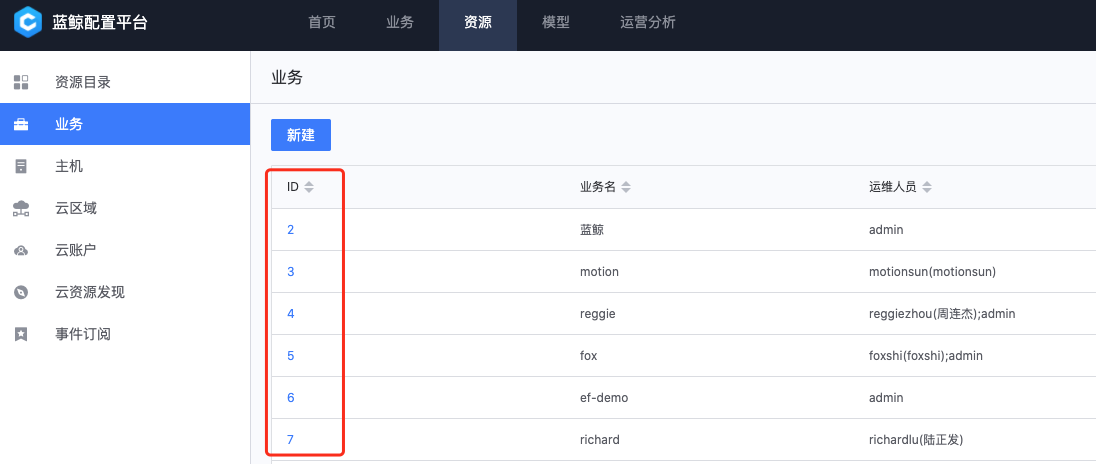 蓝鲸配置平台 首页 业务 资源 模型 运营分析
资源目录
业务
主机
云区域
云账户
云资源发现
事件订阅
业务
新建
ID 业务名 运维人员
2 蓝鲸 admin
3 motion motionsun(motionsun)
4 reggie reggiezhou(周连杰);admin
5 fox foxshi(foxshi);admin
6 ef-demo admin
7 richard richardlu(陆正发)